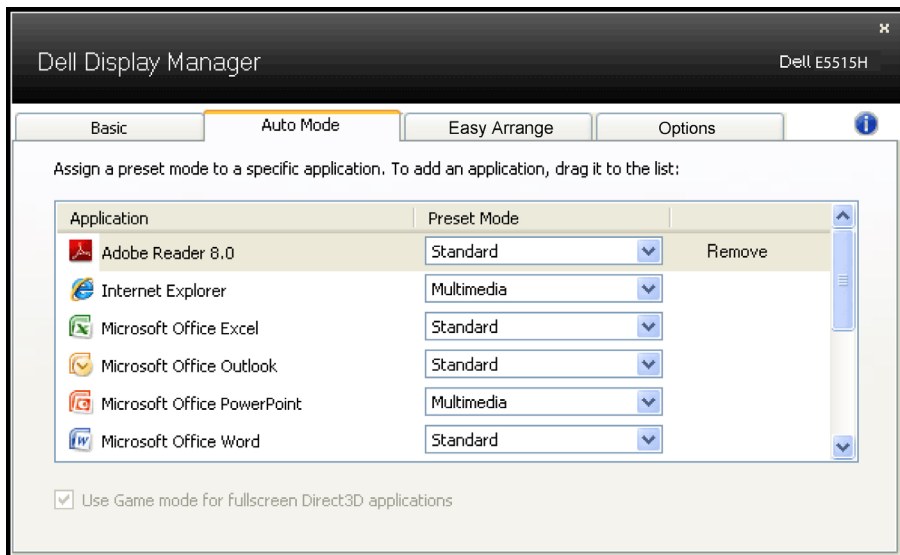 Dell Display Manager
Dell E5515H
Basic
Auto Mode
Easy Arrange
Options
Assign a preset mode to a specific application. To add an application, drag it to the list:
Application Preset Mode
Adobe Reader 8.0 Standard Remove
Internet Explorer Multimedia
Microsoft Office Excel Standard
Microsoft Office Outlook Standard
Microsoft Office PowerPoint Multimedia
Microsoft Office Word Standard
Use Game mode for fullscreen Direct3D applications